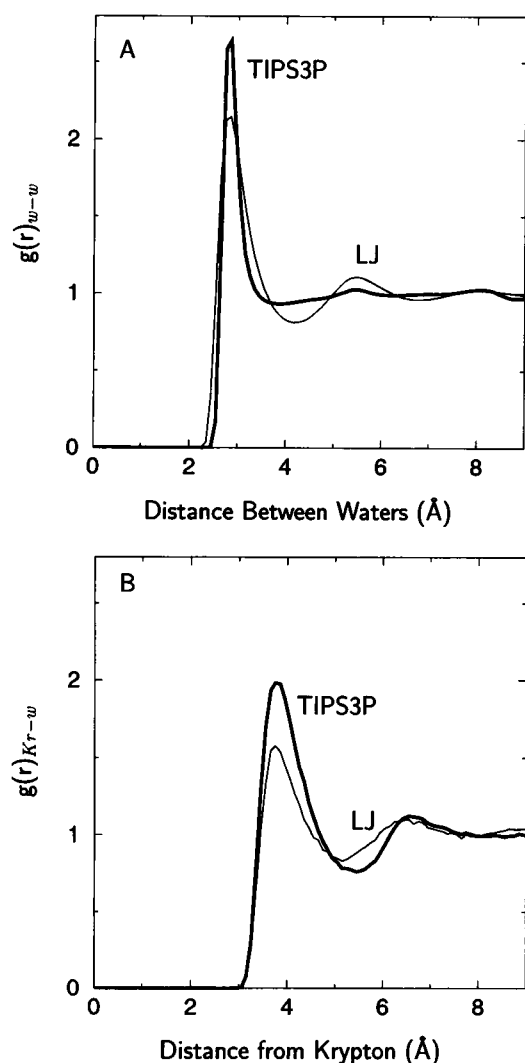 A
TIPS3P
2
g(r)w−w
LJ
1
0
0 2 4 6 8
Distance Between Waters (Å)
B
2
TIPS3P
g(r)Kr−w
LJ
1
0
0 2 4 6 8
Distance from Krypton (Å)